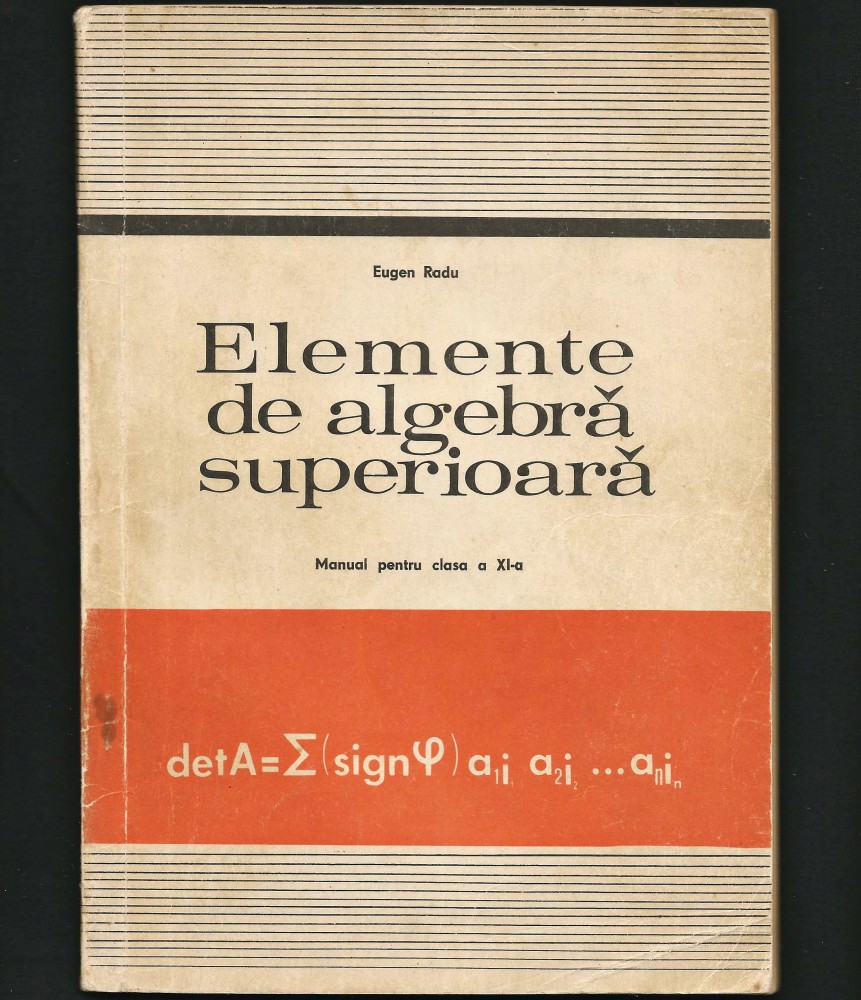 Eugen Radu
Elemente
de algebră
superioară
Manual pentru clasa a XI-a
detA=Σ(signφ)a₁i₁ a₂i₂ ...aₙiₙ